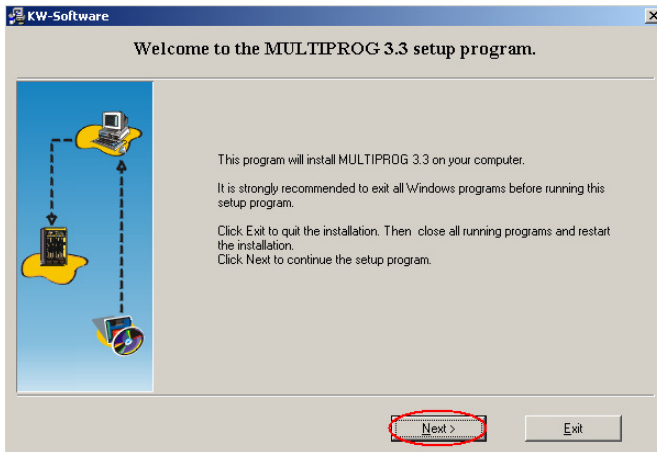 KW-Software
Welcome to the MULTIPROG 3.3 setup program.
This program will install MULTIPROG 3.3 on your computer.
It is strongly recommended to exit all Windows programs before running this
setup program.
Click Exit to quit the installation. Then close all running programs and restart
the installation.
Click Next to continue the setup program.
Next >
Exit